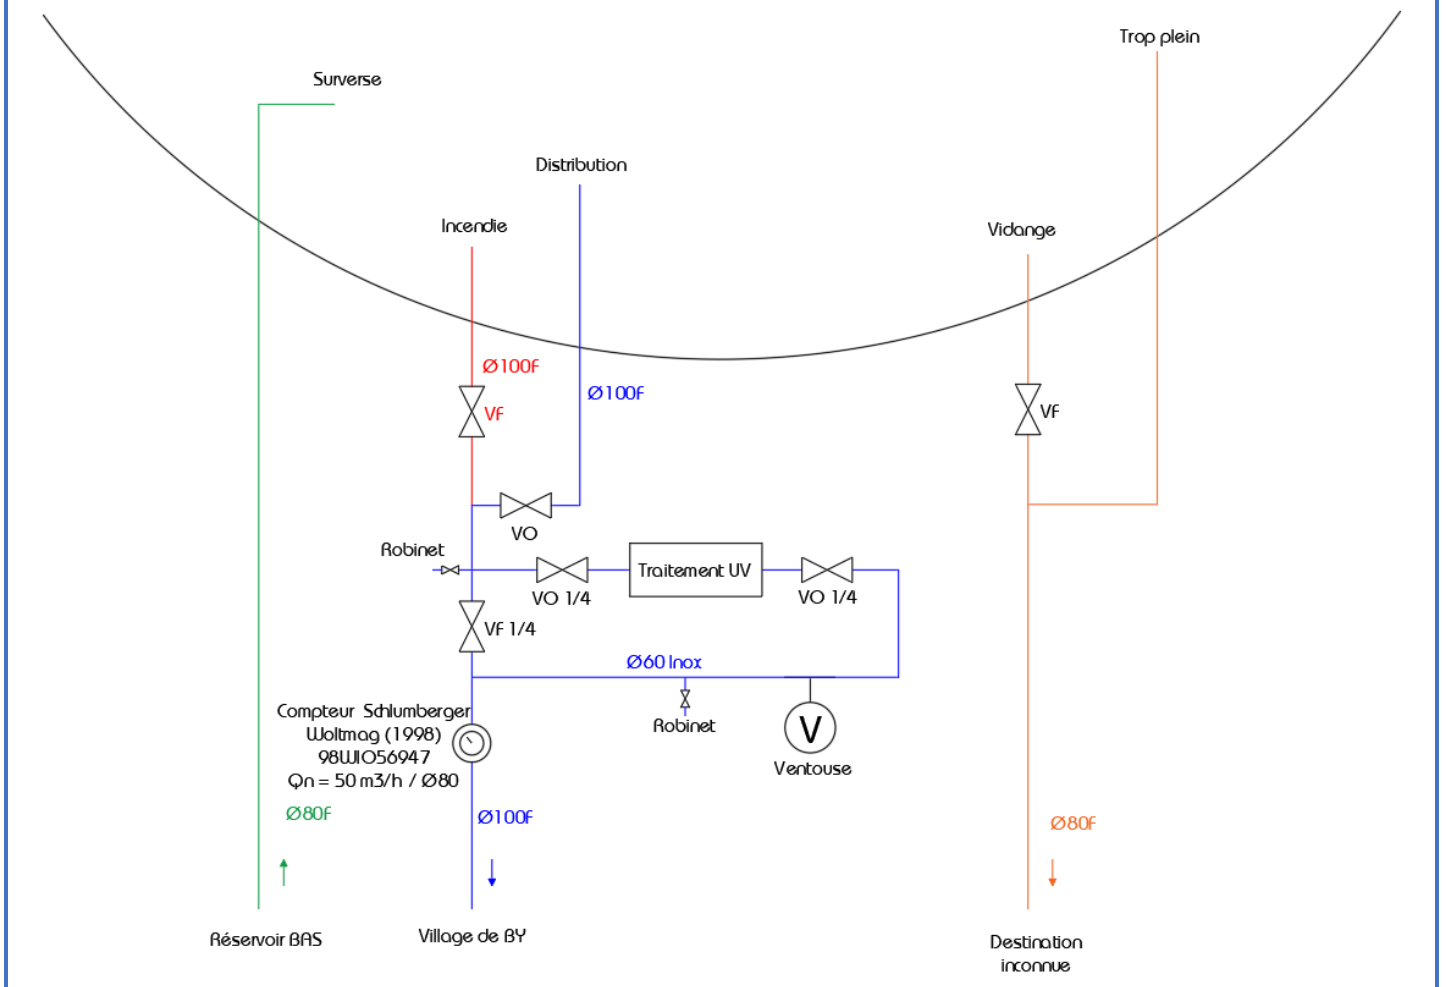 Trop plein
Surverse
Distribution
Incendie
Vidange
Ø100F
Ø100F
VF
VF
VO
Robinet
Traitement UV
VO 1/4
VO 1/4
VF 1/4
Ø60 Inox
Robinet
V
Ventouse
Compteur Schlumberger
Woltmag (1998)
98WI056947
Qn = 50 m3/h / Ø80
Ø80F
Ø100F
Ø80F
Réservoir BAS
Village de BY
Destination
inconnue